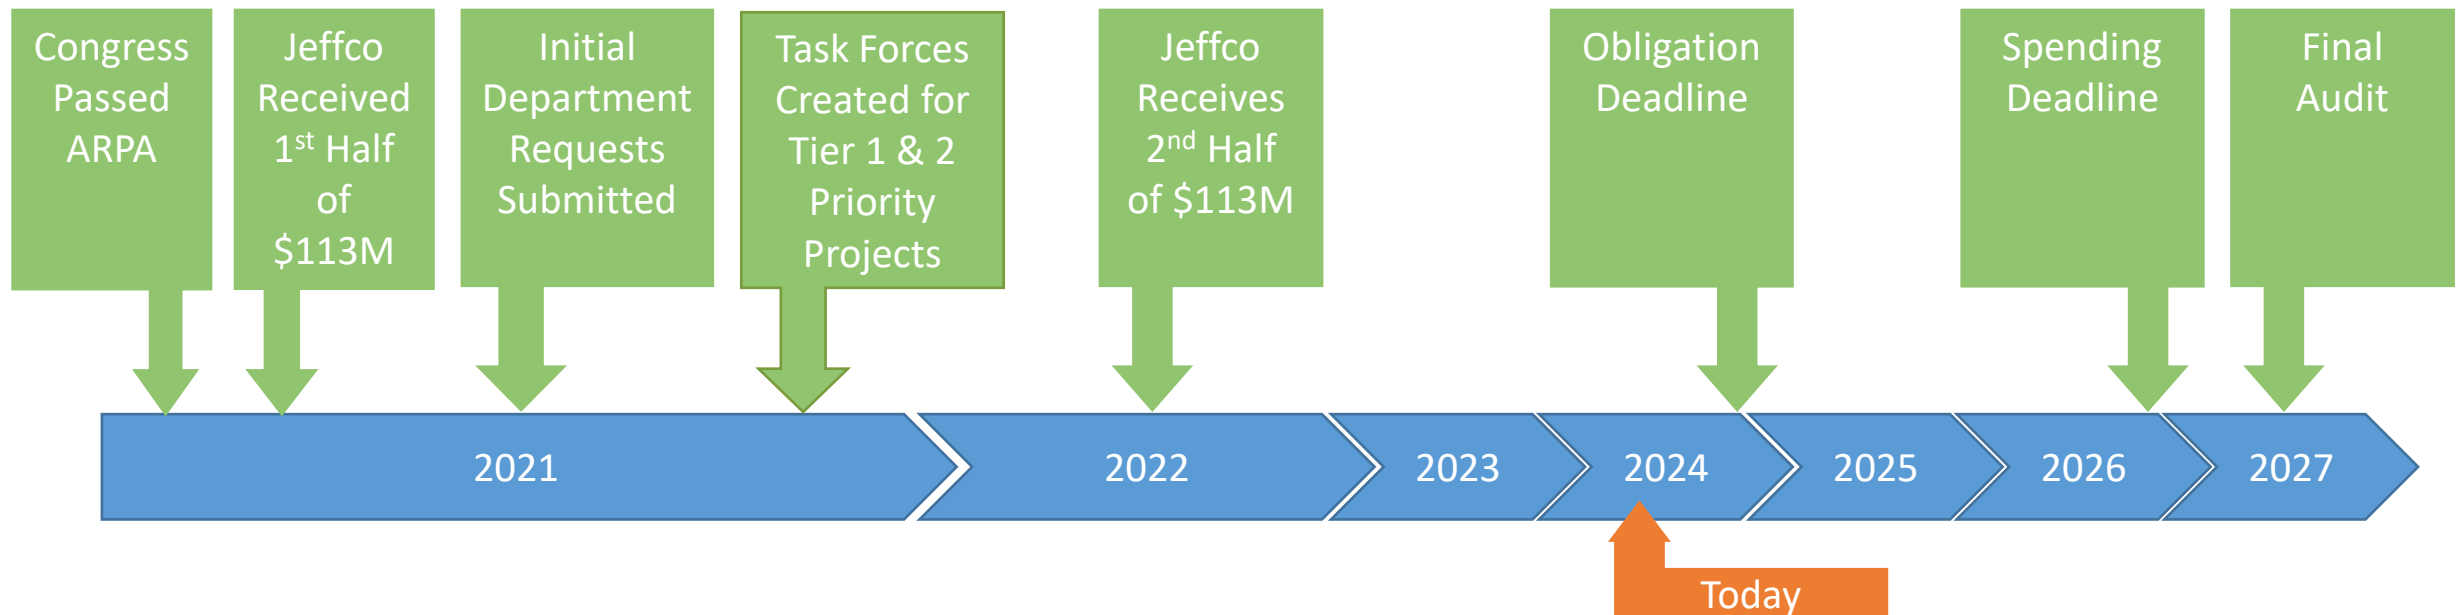 Congress
Passed
ARPA
Jeffco
Received
1st Half
of
$113M
Initial
Department
Requests
Submitted
Task Forces
Created for
Tier 1 & 2
Priority
Projects
Jeffco
Receives
2nd Half
of $113M
Obligation
Deadline
Spending
Deadline
Final
Audit
2021
2022
2023
2024
2025
2026
2027
Today